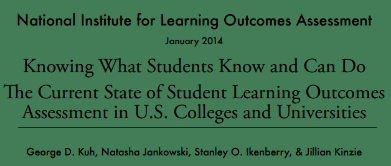 National Institute for Learning Outcomes Assessment
January 2014
Knowing What Students Know and Can Do
The Current State of Student Learning Outcomes
Assessment in U.S. Colleges and Universities
George D. Kuh, Natasha Jankowski, Stanley O. Ikenberry, & Jillian Kinzie